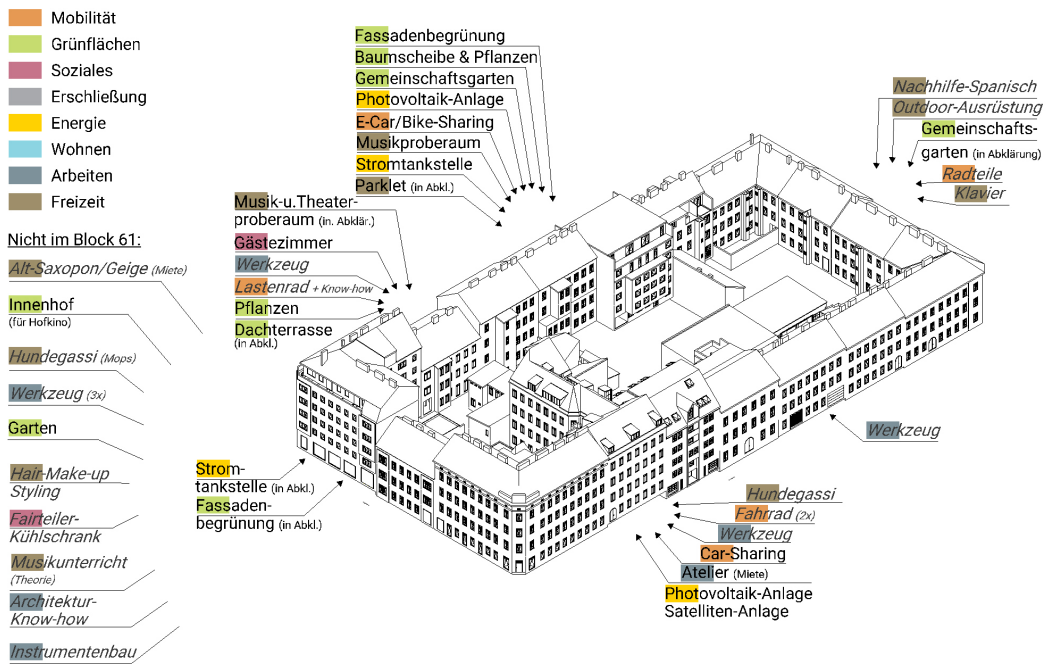 Mobilität
Grünflächen
Soziales
Erschließung
Energie
Wohnen
Arbeiten
Freizeit
Nicht im Block 61:
Alt-Saxopon/Geige (Miete)
Innenhof
(für Hofkino)
Hundegassi (Mops)
Werkzeug (3x)
Garten
Hair-Make-up
Styling
Fairteiler-
Kühlschrank
Musikunterricht
(Theorie)
Architektur-
Know-how
Instrumentenbau
Fassadenbegrünung
Baumscheibe & Pflanzen
Gemeinschaftsgarten
Photovoltaik-Anlage
E-Car/Bike-Sharing
Musikproberaum
Stromtankstelle
Parklet (in Abkl.)
Musik-u.Theater-
proberaum (in. Abklär.)
Gästezimmer
Werkzeug
Lastenrad + Know-how
Pflanzen
Dachterrasse
(in Abkl.)
Nachhilfe-Spanisch
Outdoor-Ausrüstung
Gemeinschafts-
garten (in Abklärung)
Radteile
Klavier
Werkzeug
Strom-
tankstelle (in Abkl.)
Fassaden-
begrünung (in Abkl.)
Hundegassi
Fahrrad (2x)
Werkzeug
Car-Sharing
Atelier (Miete)
Photovoltaik-Anlage
Satelliten-Anlage